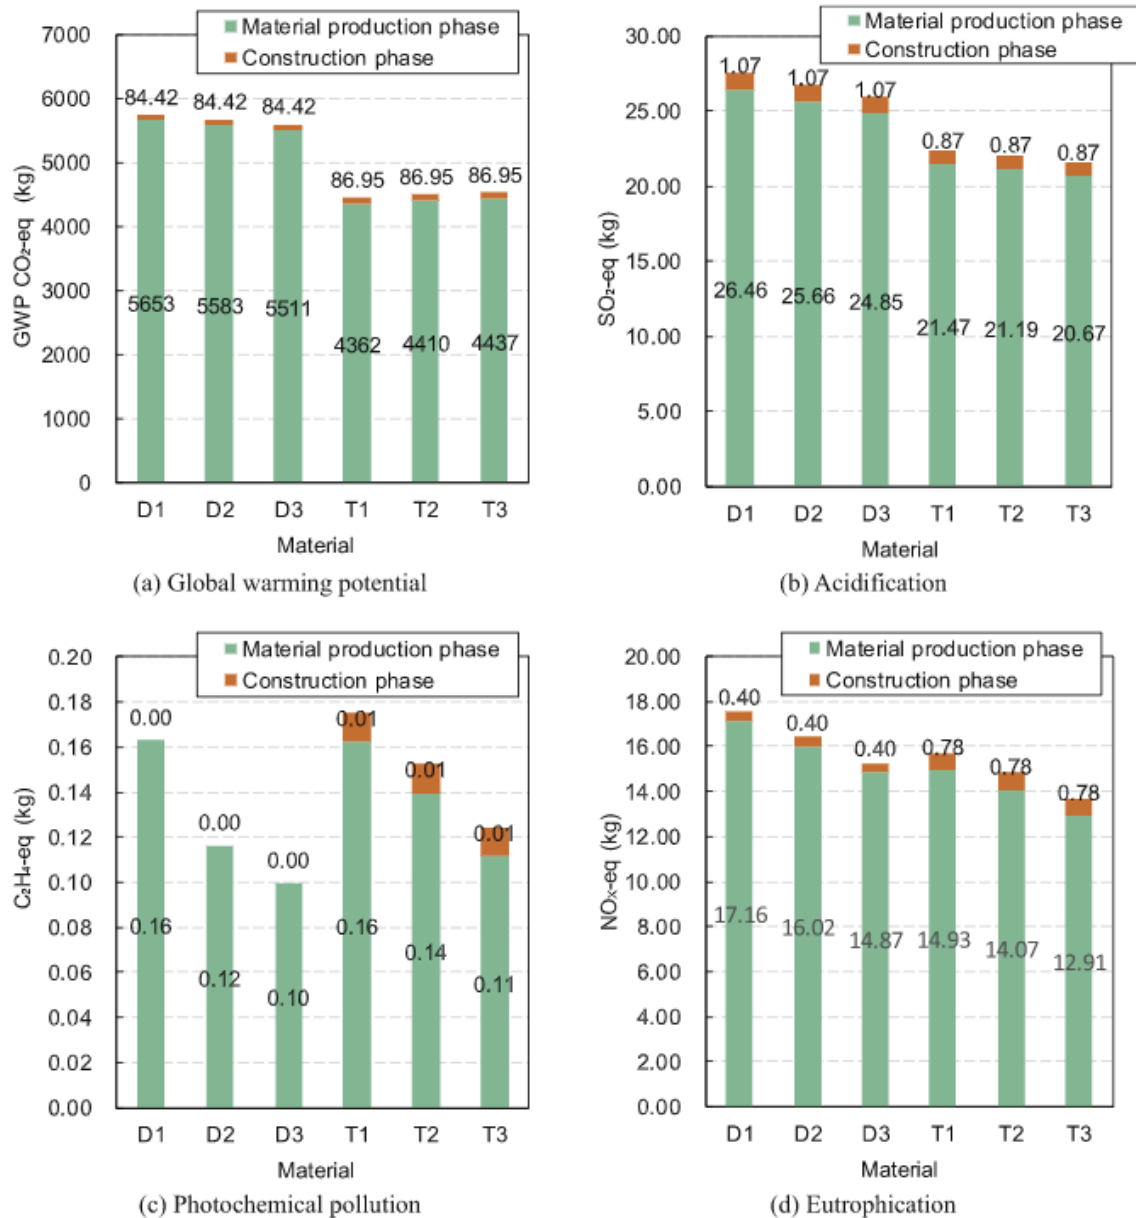 Material production phase
Construction phase
7000
6000
5000
4000
3000
2000
1000
0
GWP CO₂-eq (kg)
84.42 84.42 84.42 86.95 86.95 86.95
5653 5583 5511 4362 4410 4437
D1 D2 D3 T1 T2 T3
Material
(a) Global warming potential
Material production phase
Construction phase
30.00
25.00
20.00
15.00
10.00
5.00
0.00
SO₂-eq (kg)
1.07 1.07 1.07 0.87 0.87 0.87
26.46 25.66 24.85 21.47 21.19 20.67
D1 D2 D3 T1 T2 T3
Material
(b) Acidification
Material production phase
Construction phase
0.20
0.18
0.16
0.14
0.12
0.10
0.08
0.06
0.04
0.02
0.00
C₂H₄-eq (kg)
0.00 0.00 0.00 0.01 0.01 0.01
0.16 0.12 0.10 0.16 0.14 0.11
D1 D2 D3 T1 T2 T3
Material
(c) Photochemical pollution
Material production phase
Construction phase
20.00
18.00
16.00
14.00
12.00
10.00
8.00
6.00
4.00
2.00
0.00
NOₓ-eq (kg)
0.40 0.40 0.40 0.78 0.78 0.78
17.16 16.02 14.87 14.93 14.07 12.91
D1 D2 D3 T1 T2 T3
Material
(d) Eutrophication